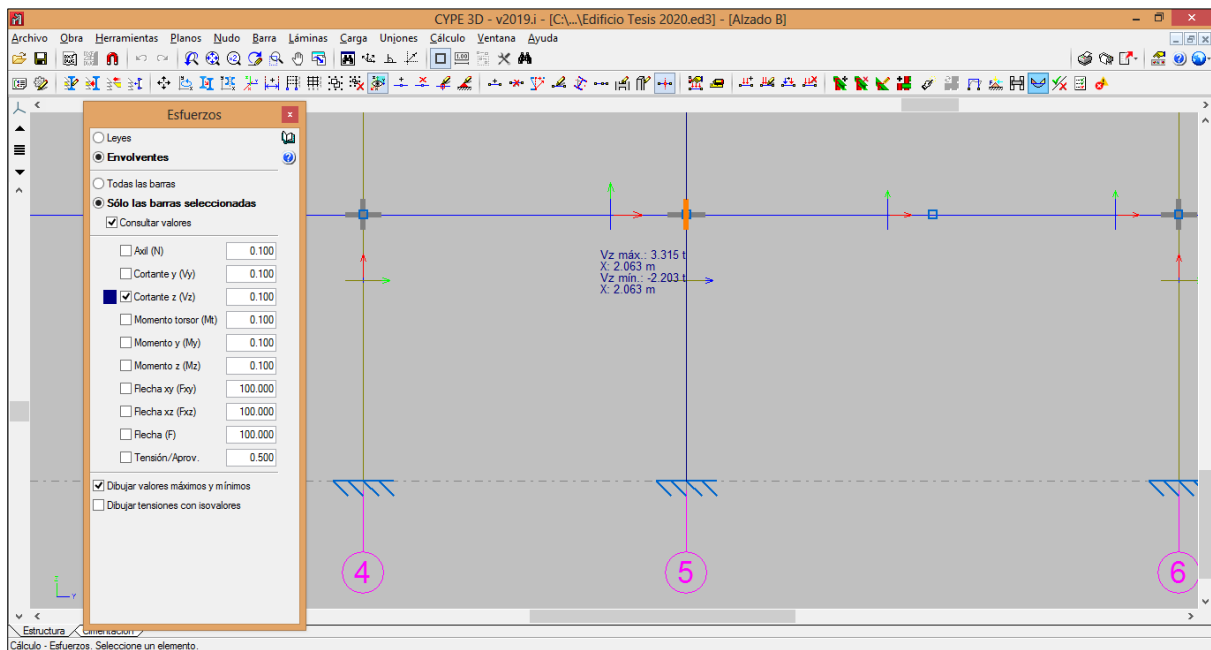 CYPE 3D - v2019.i - [C:\...\Edificio Tesis 2020.ed3] - [Alzado B]
Archivo Obra Herramientas Planos Nudo Barra Láminas Carga Uniones Cálculo Ventana Ayuda
Esfuerzos
Leyes
Envolventes
Todas las barras
Sólo las barras seleccionadas
Consultar valores
Axil (N) 0.100
Cortante y (Vy) 0.100
Cortante z (Vz) 0.100
Momento torsor (Mt) 0.100
Momento y (My) 0.100
Momento z (Mz) 0.100
Flecha xy (Fxy) 100.000
Flecha xz (Fxz) 100.000
Flecha (F) 100.000
Tensión/Aprov. 0.500
Dibujar valores máximos y mínimos
Dibujar tensiones con isovalores
Vz máx.: 3.315 t
X: 2.063 m
Vz mín.: -2.203 t
X: 2.063 m
4 5 6
Y
Estructura Cimentación
Cálculo - Esfuerzos. Seleccione un elemento.